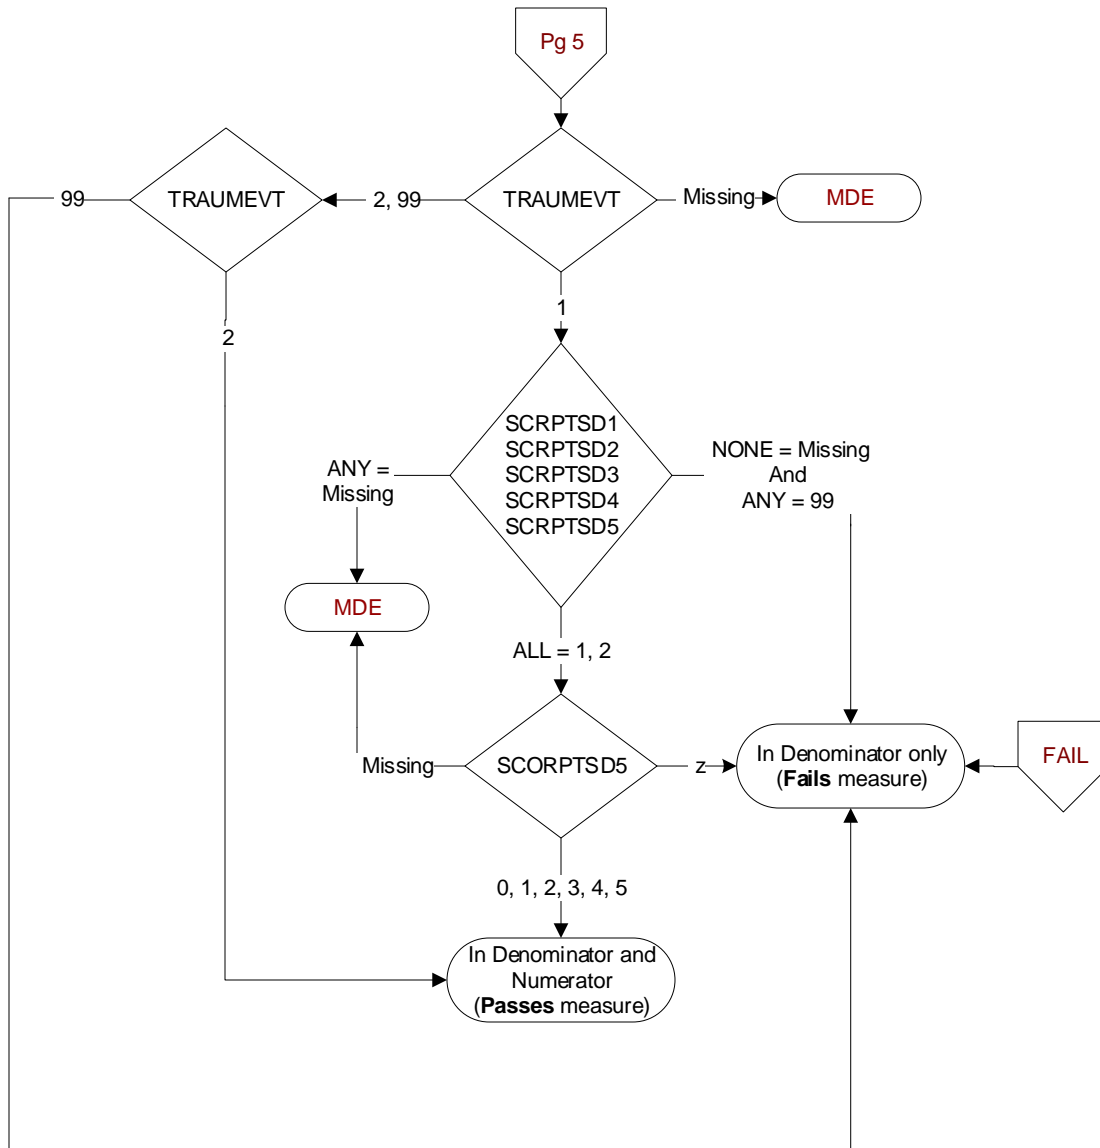 Pg 5
99
TRAUMEVT
2, 99
TRAUMEVT
Missing
MDE
1
2
SCRPTSD1
SCRPTSD2
SCRPTSD3
SCRPTSD4
SCRPTSD5
ANY =
Missing
NONE = Missing
And
ANY = 99
MDE
ALL = 1, 2
Missing
SCORPTSD5
z
In Denominator only
(Fails measure)
FAIL
0, 1, 2, 3, 4, 5
In Denominator and
Numerator
(Passes measure)